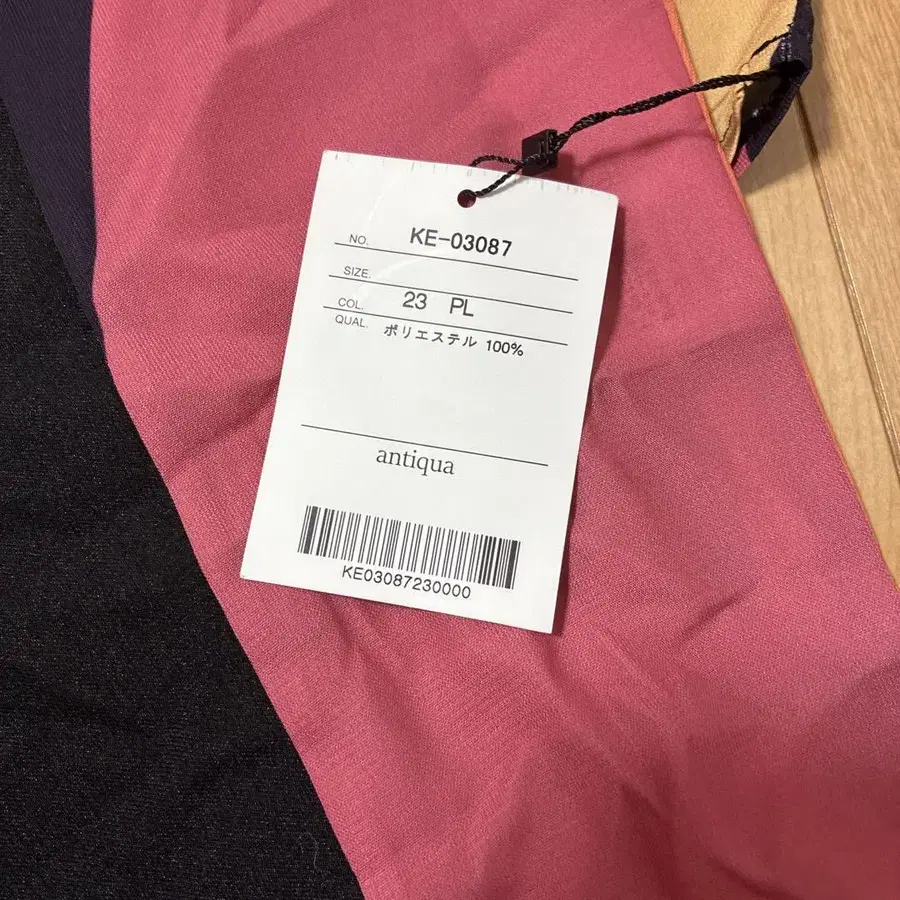 NO. KE-03087
SIZE.
COL. 23 PL
QUAL. ポリエステル 100%
antiqua
KE03087230000